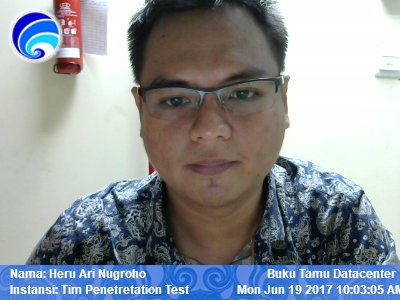 Nama: Heru Ari Nugroho
Buku Tamu Datacenter
Instansi: Tim Penetretation Test
Mon Jun 19 2017 10:03:05 AM